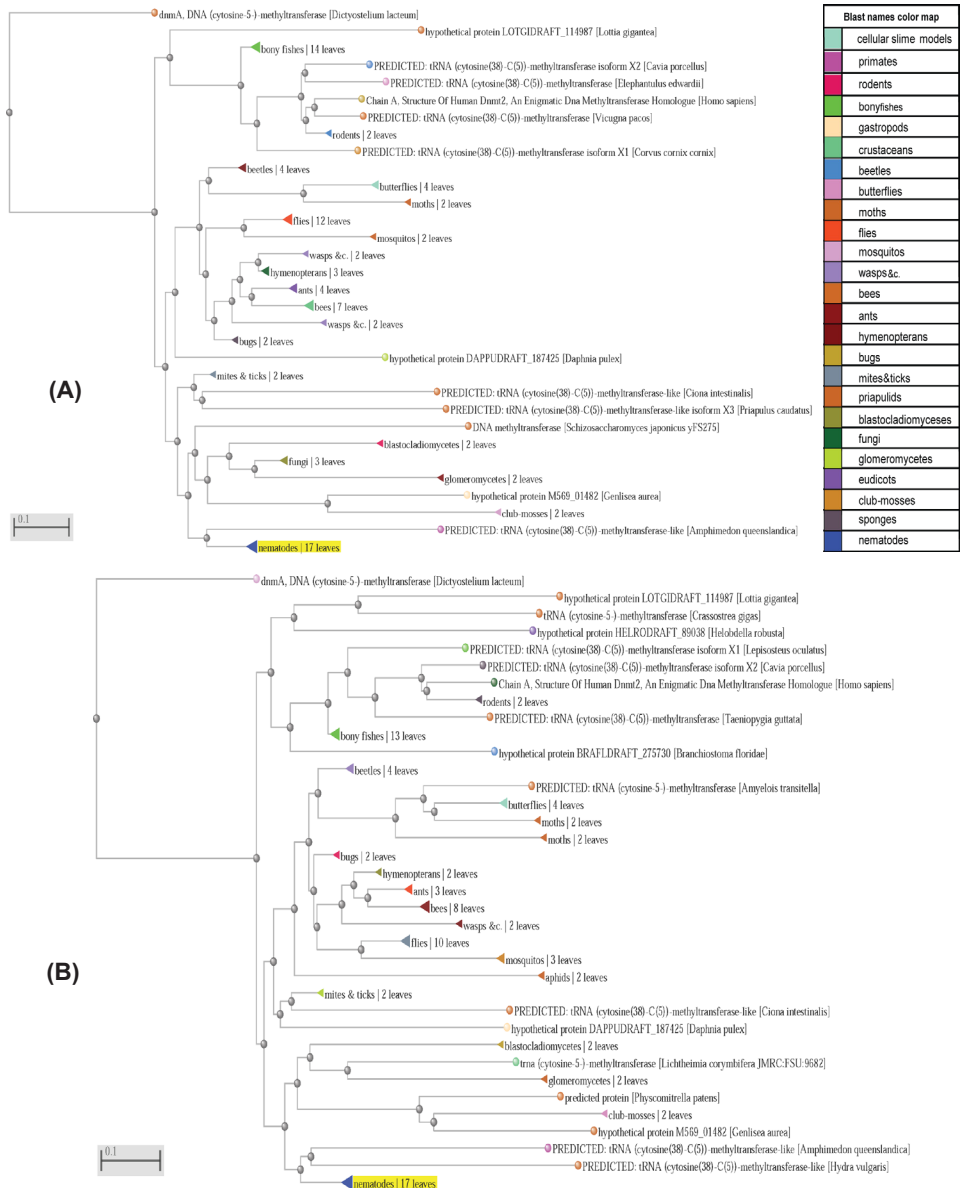 dnmA, DNA (cytosine-5-)-methyltransferase [Dictyostelium lacteum]
hypothetical protein LOTGIDRAFT_114987 [Lottia gigantea]
bony fishes | 14 leaves
PREDICTED: tRNA (cytosine(38)-C(5))-methyltransferase isoform X2 [Cavia porcellus]
PREDICTED: tRNA (cytosine(38)-C(5))-methyltransferase [Elephantulus edwardii]
Chain A, Structure Of Human Dnmt2, An Enigmatic Dna Methyltransferase Homologue [Homo sapiens]
PREDICTED: tRNA (cytosine(38)-C(5))-methyltransferase [Vicugna pacos]
rodents | 2 leaves
PREDICTED: tRNA (cytosine(38)-C(5))-methyltransferase isoform X1 [Corvus cornix cornix]
beetles | 4 leaves
butterflies | 4 leaves
moths | 2 leaves
flies | 12 leaves
mosquitos | 2 leaves
wasps &c. | 2 leaves
hymenopterans | 3 leaves
ants | 4 leaves
bees | 7 leaves
wasps &c. | 2 leaves
bugs | 2 leaves
hypothetical protein DAPPUDRAFT_187425 [Daphnia pulex]
(A)
mites & ticks | 2 leaves
PREDICTED: tRNA (cytosine(38)-C(5))-methyltransferase-like [Ciona intestinalis]
PREDICTED: tRNA (cytosine(38)-C(5))-methyltransferase-like isoform X3 [Priapulus caudatus]
DNA methyltransferase [Schizosaccharomyces japonicus yFS275]
blastocladiomycetes | 2 leaves
fungi | 3 leaves
glomeromycetes | 2 leaves
hypothetical protein M569_01482 [Genlisea aurea]
club-mosses | 2 leaves
PREDICTED: tRNA (cytosine(38)-C(5))-methyltransferase-like [Amphimedon queenslandica]
nematodes | 17 leaves
0.1
Blast names color map
cellular slime models
primates
rodents
bonyfishes
gastropods
crustaceans
beetles
butterflies
moths
flies
mosquitos
wasps&c.
bees
ants
hymenopterans
bugs
mites&ticks
priapulids
blastocladiomyceses
fungi
glomeromycetes
eudicots
club-mosses
sponges
nematodes
dnmA, DNA (cytosine-5-)-methyltransferase [Dictyostelium lacteum]
hypothetical protein LOTGIDRAFT_114987 [Lottia gigantea]
tRNA (cytosine-5-)-methyltransferase [Crassostrea gigas]
hypothetical protein HELRODRAFT_89038 [Helobdella robusta]
PREDICTED: tRNA (cytosine(38)-C(5))-methyltransferase isoform X1 [Lepisosteus oculatus]
PREDICTED: tRNA (cytosine(38)-C(5))-methyltransferase isoform X2 [Cavia porcellus]
Chain A, Structure Of Human Dnmt2, An Enigmatic Dna Methyltransferase Homologue [Homo sapiens]
rodents | 2 leaves
PREDICTED: tRNA (cytosine(38)-C(5))-methyltransferase [Taeniopygia guttata]
bony fishes | 13 leaves
hypothetical protein BRAFLDRAFT_275730 [Branchiostoma floridae]
beetles | 4 leaves
PREDICTED: tRNA (cytosine-5-)-methyltransferase [Amyelois transitella]
butterflies | 4 leaves
moths | 2 leaves
moths | 2 leaves
bugs | 2 leaves
hymenopterans | 2 leaves
ants | 3 leaves
bees | 8 leaves
wasps &c. | 2 leaves
flies | 10 leaves
mosquitos | 3 leaves
(B)
aphids | 2 leaves
mites & ticks | 2 leaves
PREDICTED: tRNA (cytosine(38)-C(5))-methyltransferase-like [Ciona intestinalis]
hypothetical protein DAPPUDRAFT_187425 [Daphnia pulex]
blastocladiomycetes | 2 leaves
trna (cytosine-5-)-methyltransferase [Lichtheimia corymbifera JMRC:FSU:9682]
glomeromycetes | 2 leaves
predicted protein [Physcomitrella patens]
club-mosses | 2 leaves
hypothetical protein M569_01482 [Genlisea aurea]
PREDICTED: tRNA (cytosine(38)-C(5))-methyltransferase-like [Amphimedon queenslandica]
PREDICTED: tRNA (cytosine(38)-C(5))-methyltransferase-like [Hydra vulgaris]
nematodes | 17 leaves
0.1